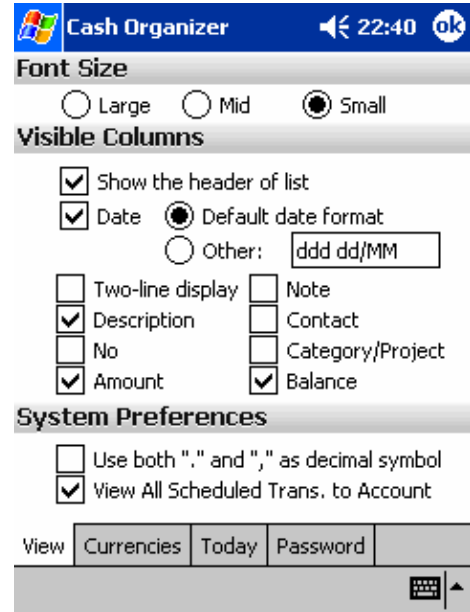 Cash Organizer 22:40 ok
Font Size
Large Mid Small
Visible Columns
Show the header of list
Date Default date format
Other: ddd dd/MM
Two-line display Note
Description Contact
No Category/Project
Amount Balance
System Preferences
Use both "." and "," as decimal symbol
View All Scheduled Trans. to Account
View Currencies Today Password